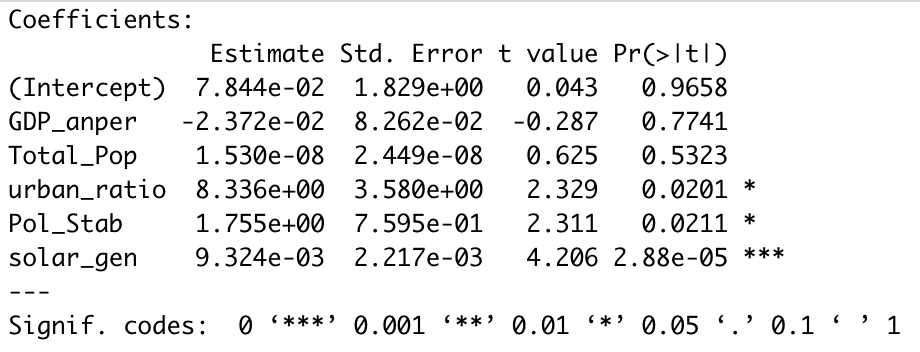 Coefficients:
Estimate Std. Error t value Pr(>|t|)
(Intercept) 7.844e-02 1.829e+00 0.043 0.9658
GDP_anper -2.372e-02 8.262e-02 -0.287 0.7741
Total_Pop 1.530e-08 2.449e-08 0.625 0.5323
urban_ratio 8.336e+00 3.580e+00 2.329 0.0201 *
Pol_Stab 1.755e+00 7.595e-01 2.311 0.0211 *
solar_gen 9.324e-03 2.217e-03 4.206 2.88e-05 ***
---
Signif. codes: 0 ‘***’ 0.001 ‘**’ 0.01 ‘*’ 0.05 ‘.’ 0.1 ‘ ’ 1